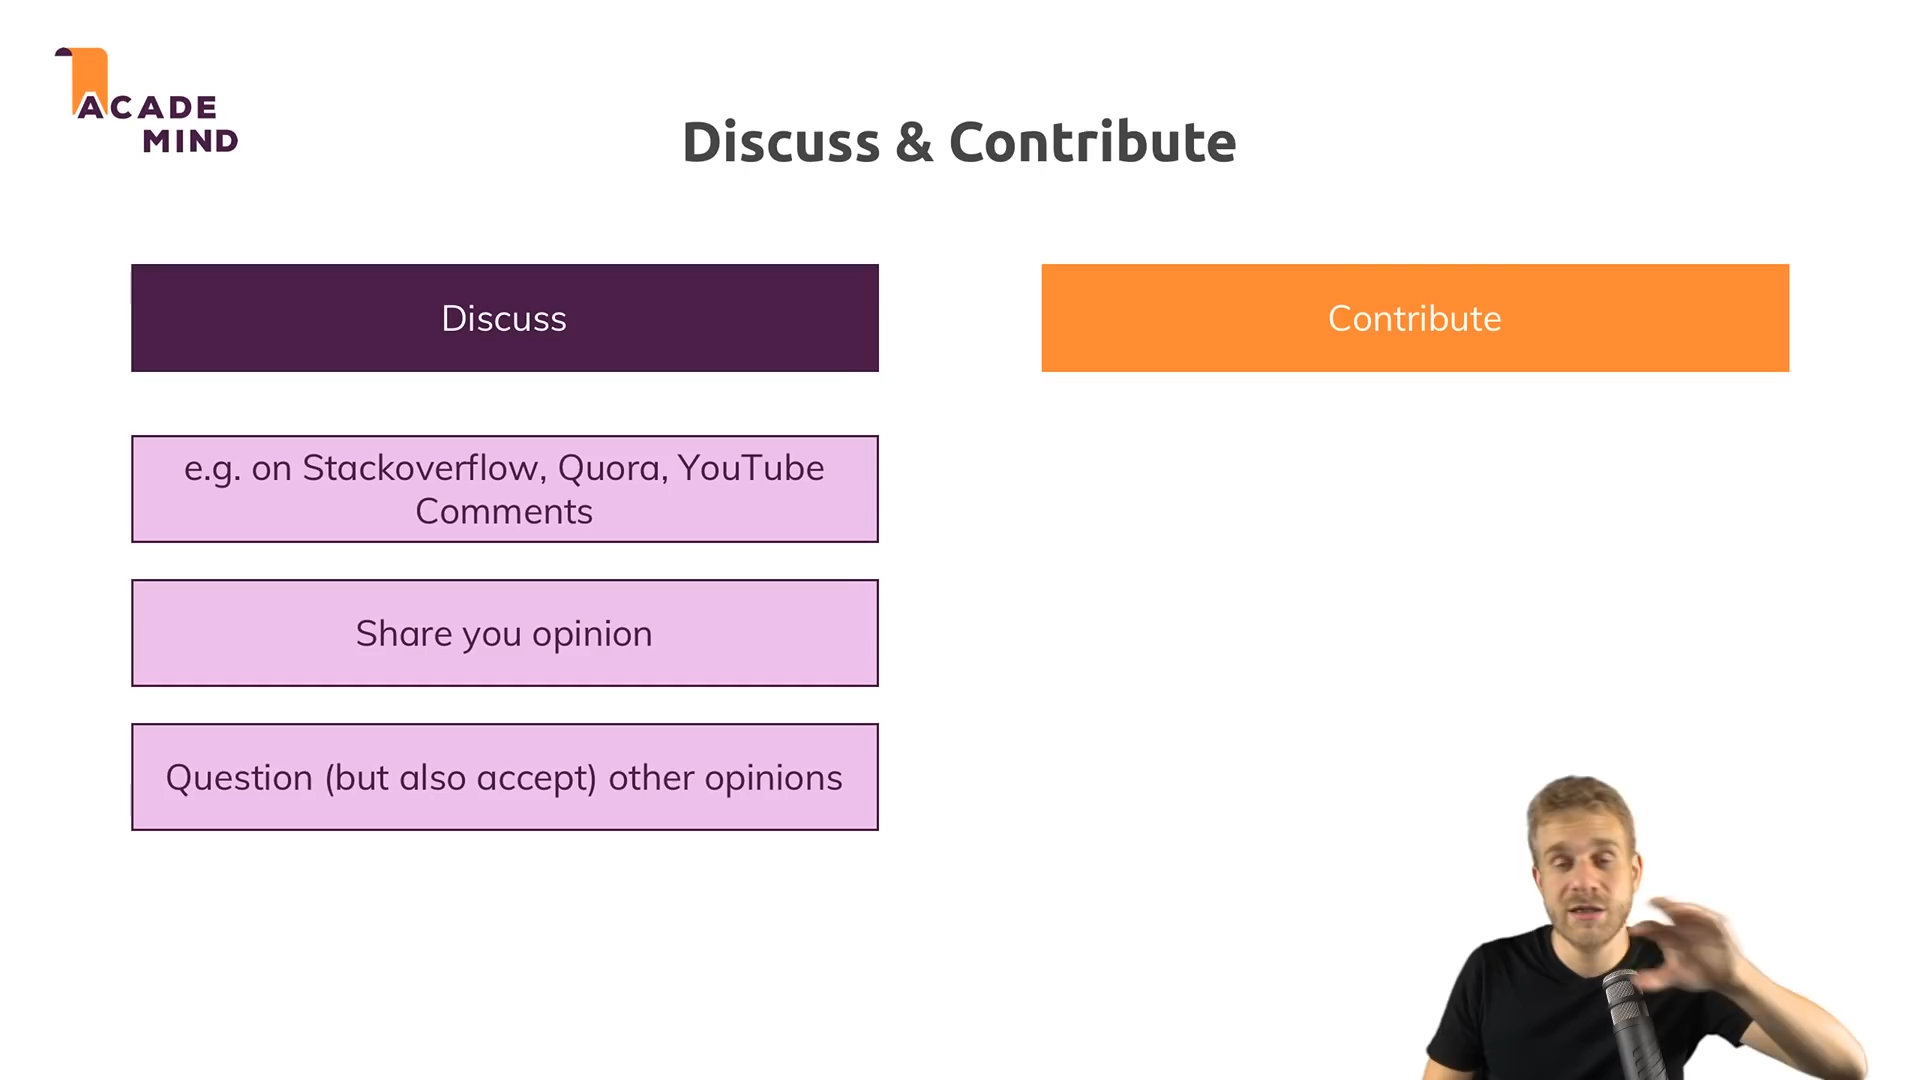 ACADE
MIND
Discuss & Contribute
Discuss
Contribute
e.g. on Stackoverflow, Quora, YouTube
Comments
Share you opinion
Question (but also accept) other opinions